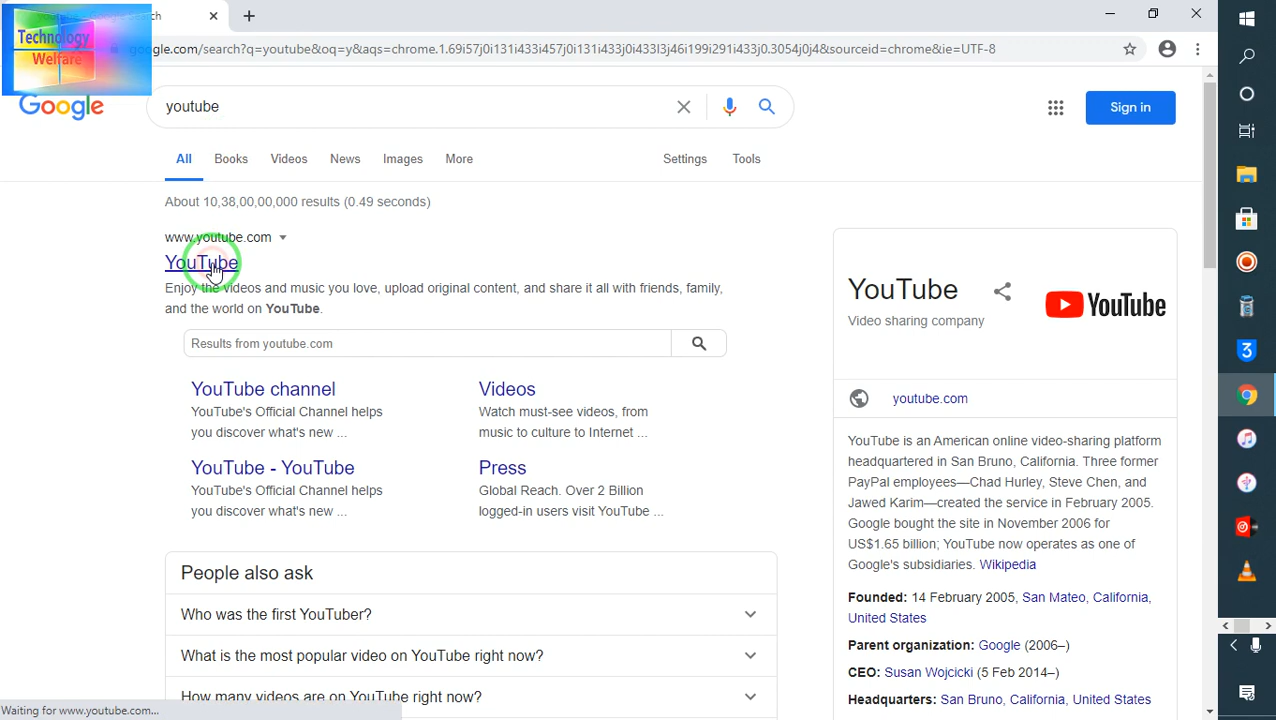 Technology
Welfare
google.com/search?q=youtube&oq=y&aqs=chrome.1.69i57j0i131i433i457j0i131i433j0i433l3j46i199i291i433j0.3054j0j4&sourceid=chrome&ie=UTF-8
Google
youtube
Sign in
All
Books
Videos
News
Images
More
Settings
Tools
About 10,38,00,00,000 results (0.49 seconds)
www.youtube.com
YouTube
Enjoy the videos and music you love, upload original content, and share it all with friends, family,
and the world on YouTube.
Results from youtube.com
YouTube channel
YouTube's Official Channel helps
you discover what's new ...
Videos
Watch must-see videos, from
music to culture to Internet ...
YouTube - YouTube
YouTube's Official Channel helps
you discover what's new ...
Press
Global Reach. Over 2 Billion
logged-in users visit YouTube ...
People also ask
Who was the first YouTuber?
What is the most popular video on YouTube right now?
How many videos are on YouTube right now?
YouTube
Video sharing company
YouTube
youtube.com
YouTube is an American online video-sharing platform
headquartered in San Bruno, California. Three former
PayPal employees—Chad Hurley, Steve Chen, and
Jawed Karim—created the service in February 2005.
Google bought the site in November 2006 for
US$1.65 billion; YouTube now operates as one of
Google's subsidiaries. Wikipedia
Founded: 14 February 2005, San Mateo, California,
United States
Parent organization: Google (2006–)
CEO: Susan Wojcicki (5 Feb 2014–)
Headquarters: San Bruno, California, United States
Waiting for www.youtube.com...